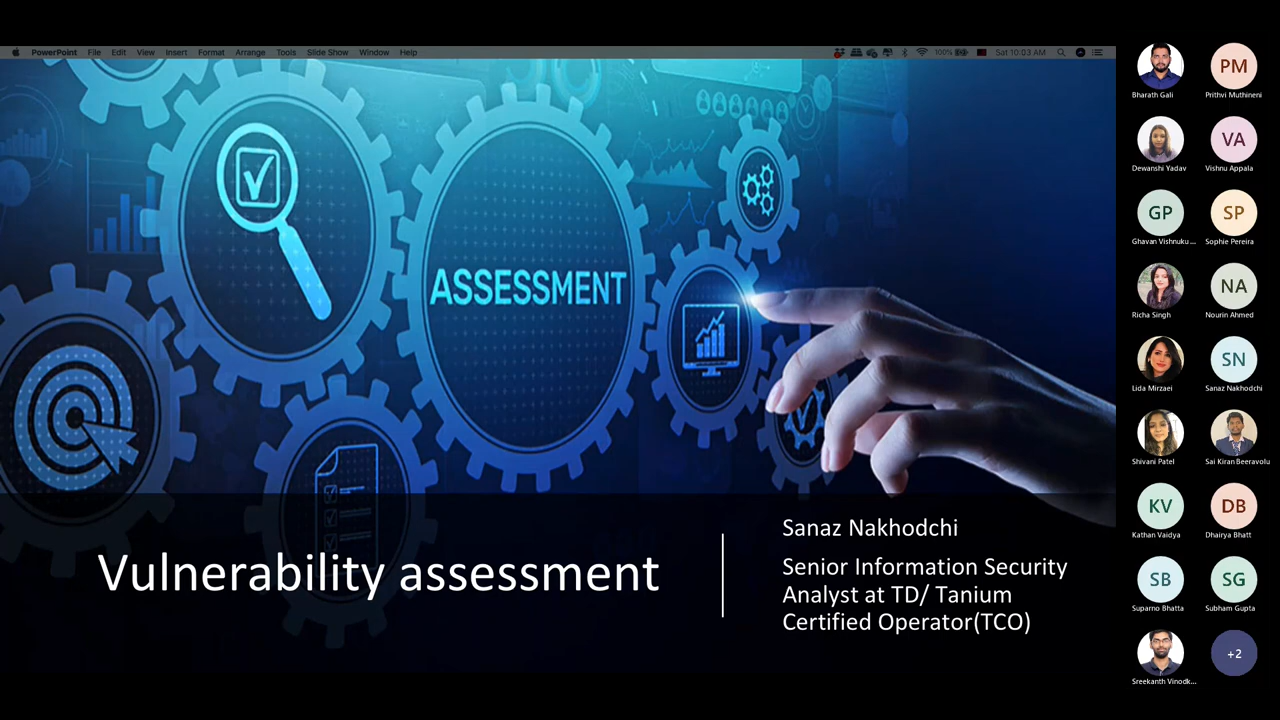 PowerPoint File Edit View Insert Format Arrange Tools Slide Show Window Help 100% Sat 10:03 AM
ASSESSMENT
Vulnerability assessment
Sanaz Nakhodchi
Senior Information Security
Analyst at TD/ Tanium
Certified Operator(TCO)
Bharath Gali
PM
Prithvi Muthineni
Dewanshi Yadav
VA
Vishnu Appala
GP
Ghavan Vishnuku...
SP
Sophie Pereira
Richa Singh
NA
Nourin Ahmed
Lida Mirzaei
SN
Sanaz Nakhodchi
Shivani Patel
Sai Kiran Beeravolu
KV
Kathan Vaidya
DB
Dhairya Bhatt
SB
Suparno Bhatta
SG
Subham Gupta
Sreekanth Vinodk...
+2